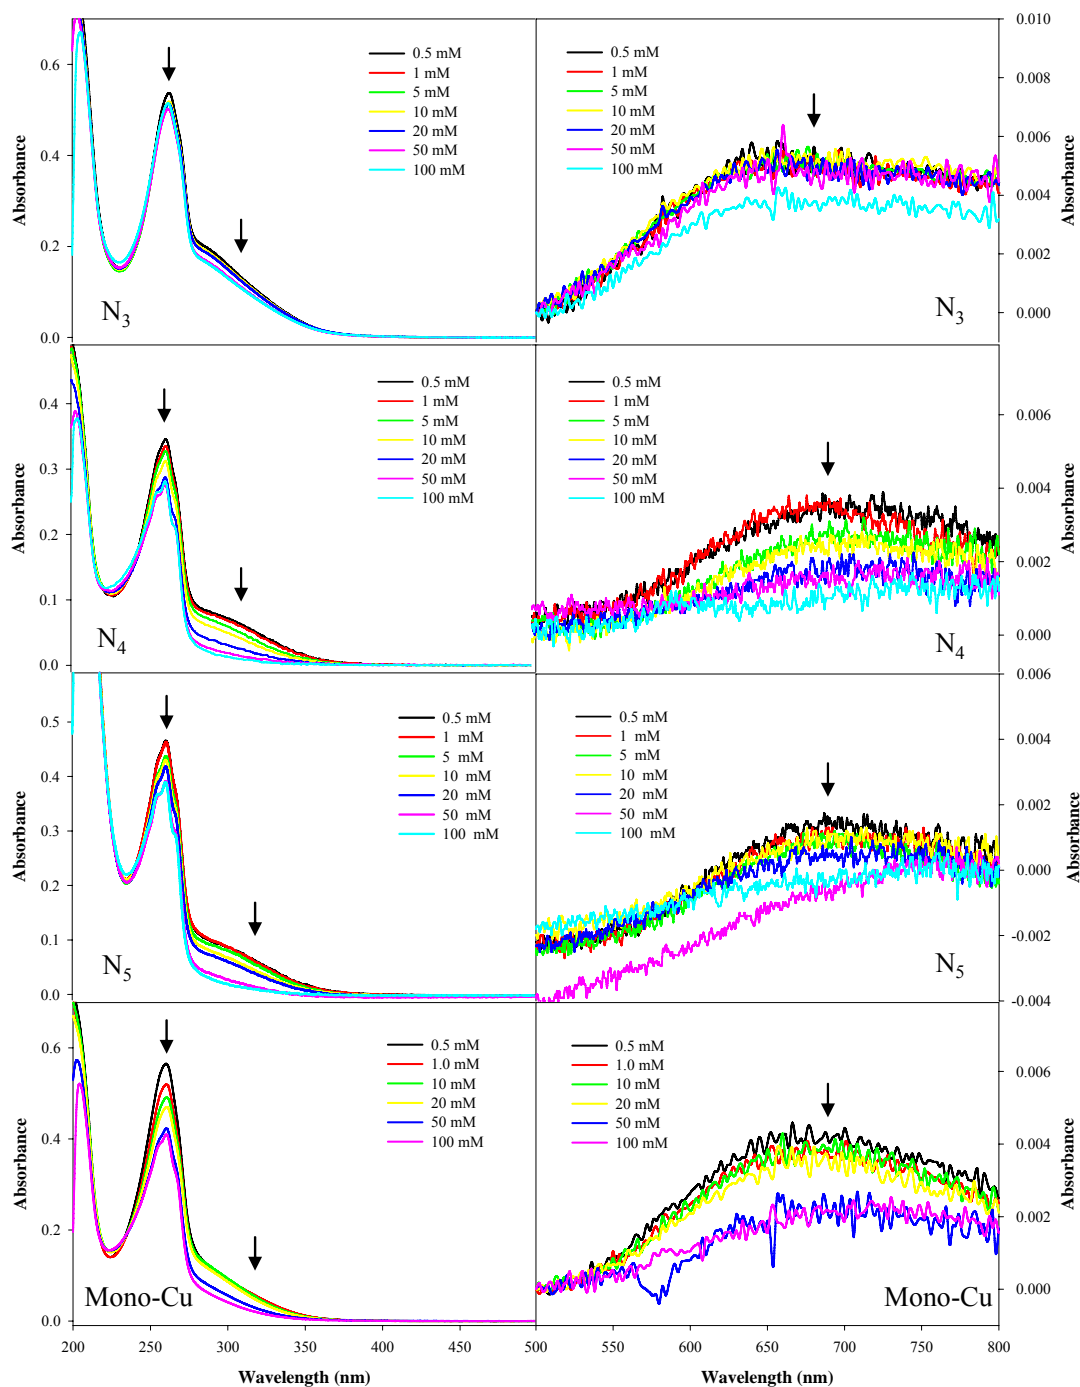 0.6
0.4
0.2
0.0
Absorbance
0.5 mM
1 mM
5 mM
10 mM
20 mM
50 mM
100 mM
N3
0.5 mM
1 mM
5 mM
10 mM
20 mM
50 mM
100 mM
N3
0.010
0.008
0.006
0.004
0.002
0.000
Absorbance
0.4
0.3
0.2
0.1
0.0
Absorbance
0.5 mM
1 mM
5 mM
10 mM
20 mM
50 mM
100 mM
N4
0.5 mM
1 mM
5 mM
10 mM
20 mM
50 mM
100 mM
N4
0.006
0.004
0.002
0.000
Absorbance
0.5
0.4
0.3
0.2
0.1
0.0
Absorbance
0.5 mM
1 mM
5 mM
10 mM
20 mM
50 mM
100 mM
N5
0.5 mM
1 mM
5 mM
10 mM
20 mM
50 mM
100 mM
N5
0.006
0.004
0.002
0.000
-0.002
-0.004
Absorbance
0.6
0.4
0.2
0.0
Absorbance
0.5 mM
1.0 mM
10 mM
20 mM
50 mM
100 mM
Mono-Cu
0.5 mM
1.0 mM
10 mM
20 mM
50 mM
100 mM
Mono-Cu
0.006
0.004
0.002
0.000
Absorbance
200 250 300 350 400 450 500 550 600 650 700 750 800
Wavelength (nm) Wavelength (nm)